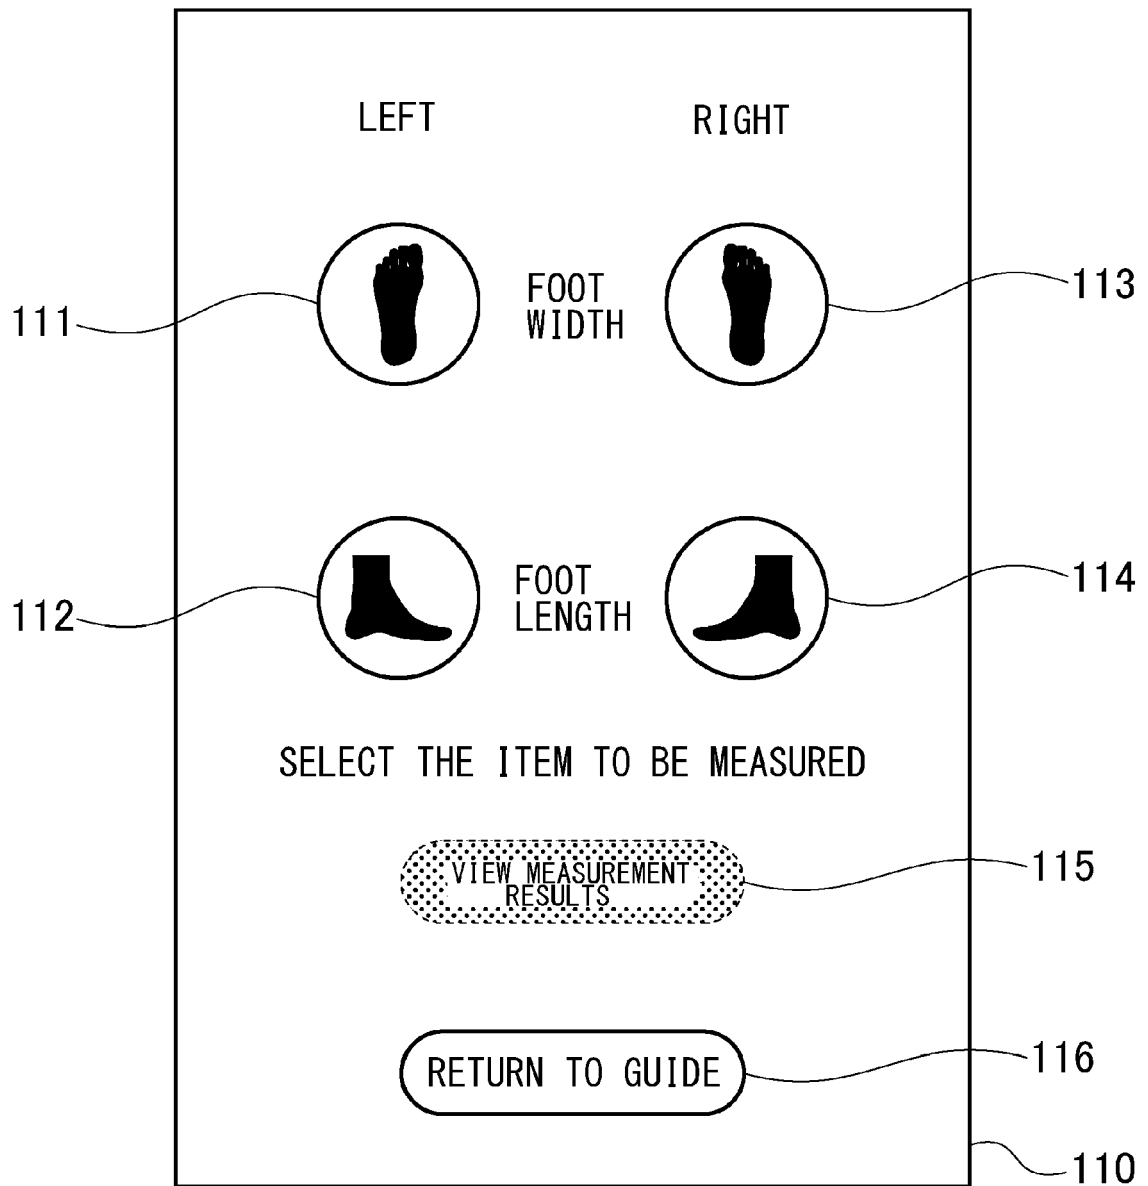 LEFT
RIGHT
111
FOOT
WIDTH
113
112
FOOT
LENGTH
114
SELECT THE ITEM TO BE MEASURED
VIEW MEASUREMENT
RESULTS
115
RETURN TO GUIDE
116
110